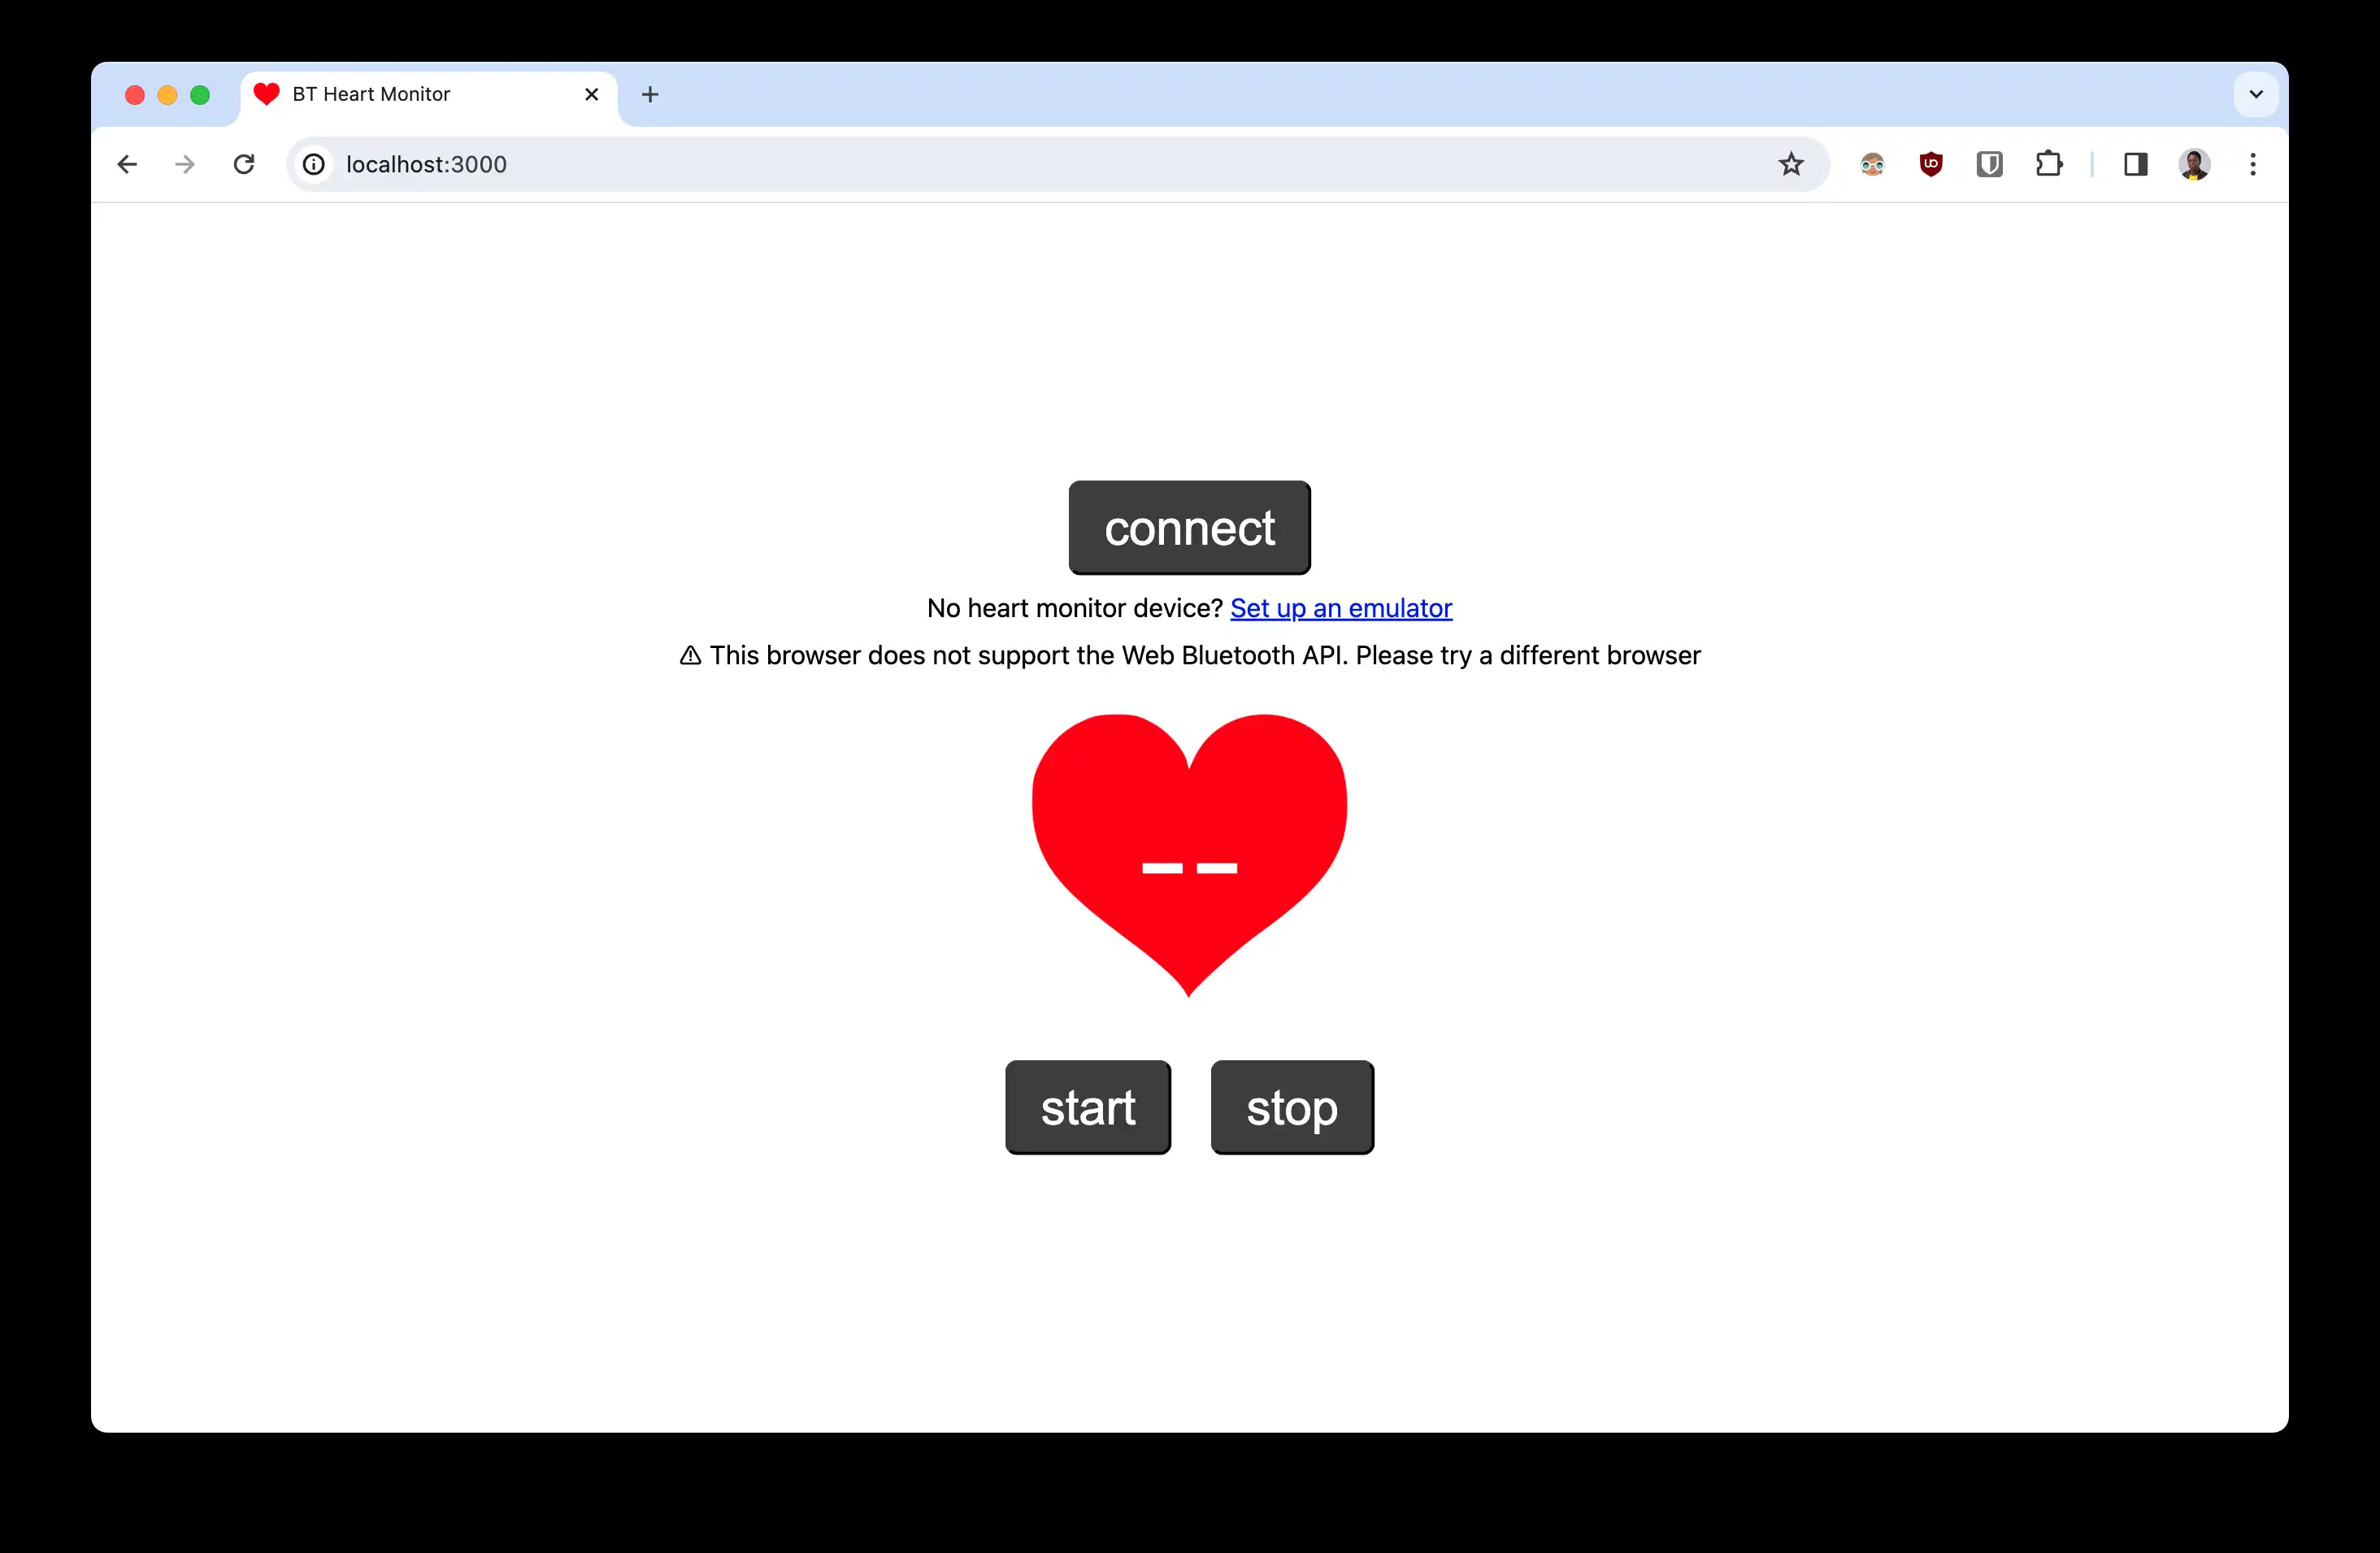 BT Heart Monitor
localhost:3000
connect
No heart monitor device? Set up an emulator
⚠ This browser does not support the Web Bluetooth API. Please try a different browser
--
start
stop